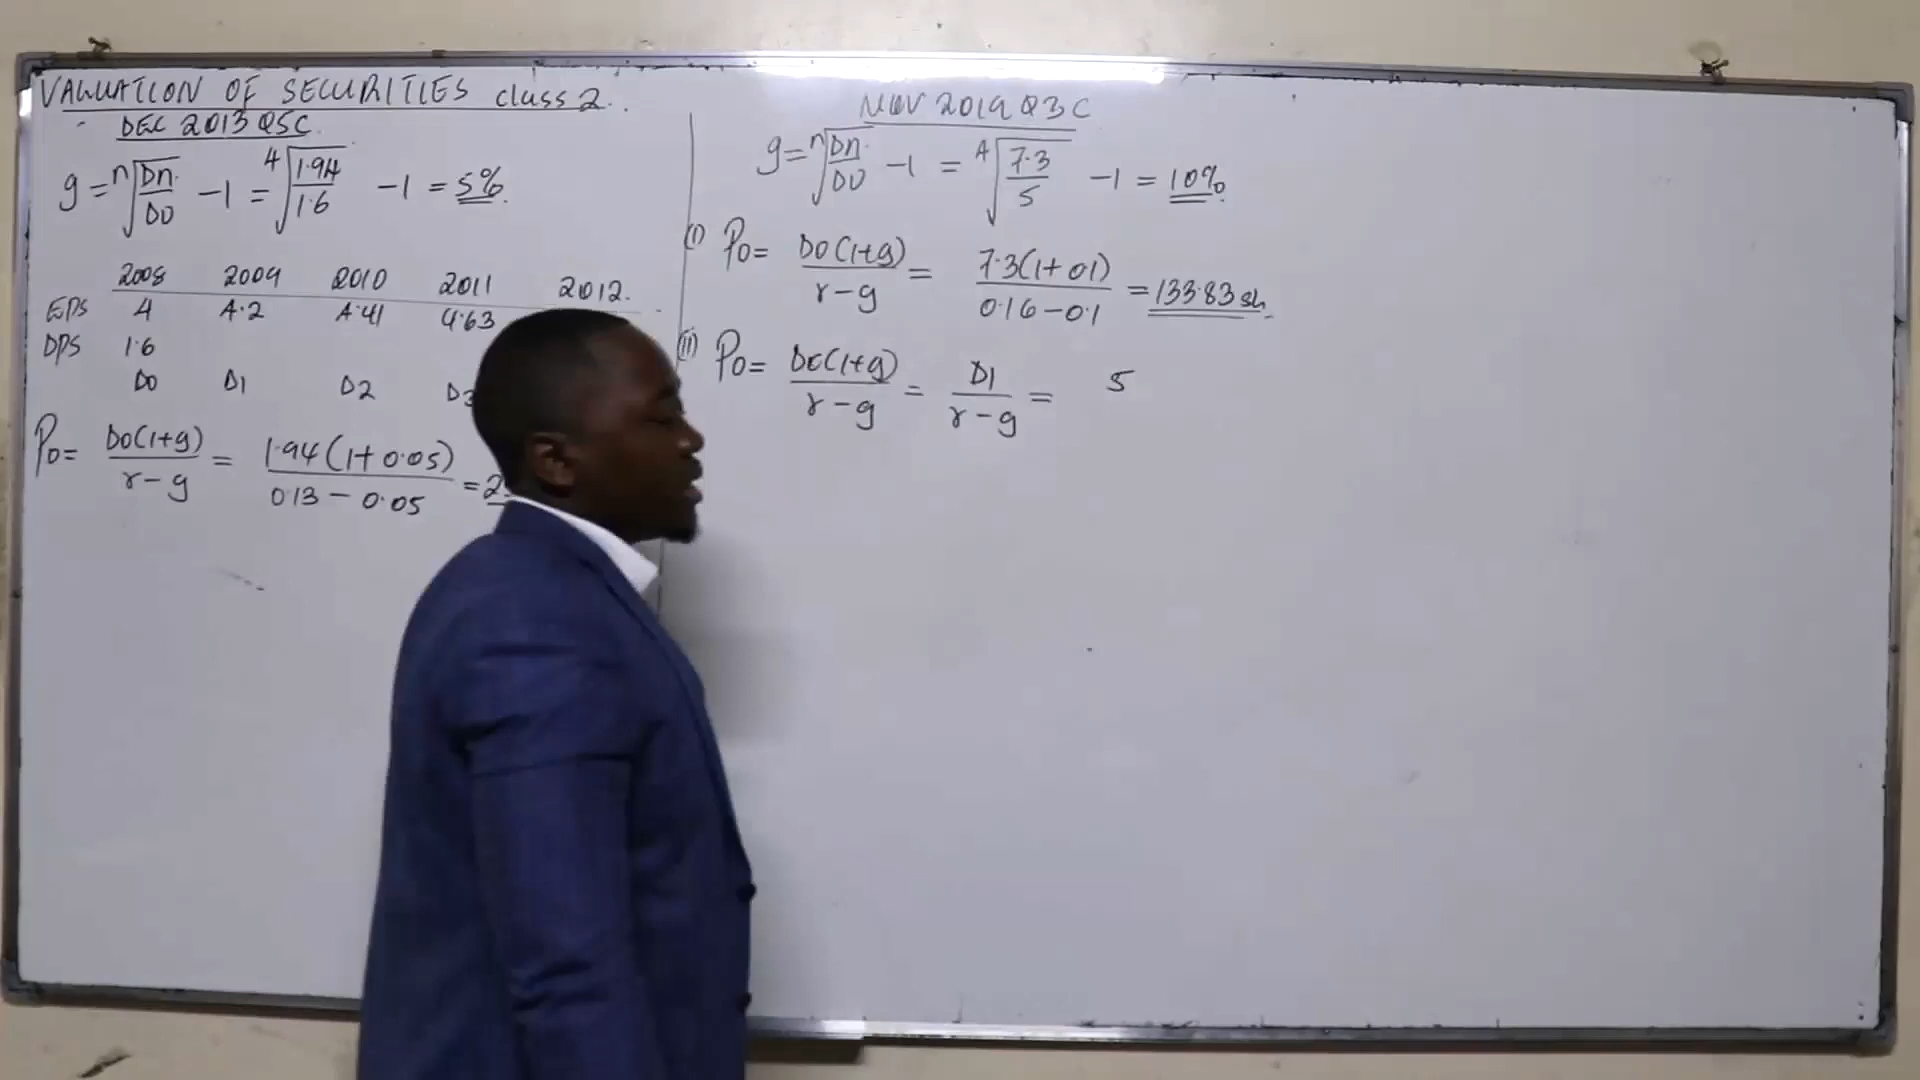 VALUATION OF SECURITIES class 2.
DEC 2013 Q5C.
g = n√(Dn/D0) -1 = 4√(1.94/1.6) -1 = 5%.
2008 2009 2010 2011 2012.
EPS 4 4.2 4.41 4.63
DPS 1.6
D0 D1 D2 D3
P0 = D0(1+g)/(r-g) = 1.94(1+0.05)/(0.13-0.05) = 2
NOV 2019 Q3C
g = n√(Dn/D0) -1 = 4√(7.3/5) -1 = 10%.
(i) P0 = D0(1+g)/(r-g) = 7.3(1+0.1)/(0.16-0.1) = 133.83 sh.
(ii) P0 = D0(1+g)/(r-g) = D1/(r-g) = 5